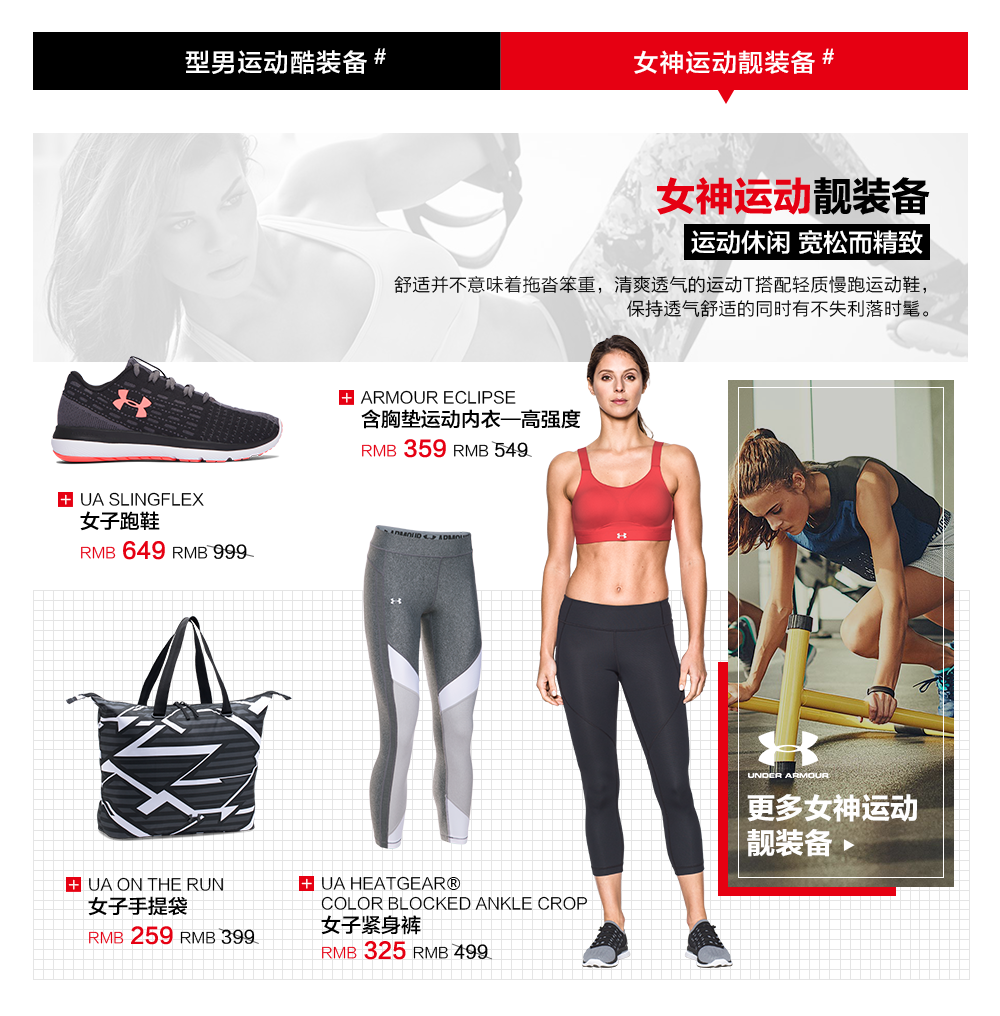 型男运动酷装备 #
女神运动靓装备 #
女神运动靓装备
运动休闲 宽松而精致
舒适并不意味着拖沓笨重，清爽透气的运动T搭配轻质慢跑运动鞋，
保持透气舒适的同时有不失利落时髦。
ARMOUR ECLIPSE
含胸垫运动内衣—高强度
RMB 359 RMB 549
UA SLINGFLEX
女子跑鞋
RMB 649 RMB 999
UNDER ARMOUR
更多女神运动
靓装备
UA ON THE RUN
女子手提袋
RMB 259 RMB 399
UA HEATGEAR®
COLOR BLOCKED ANKLE CROP
女子紧身裤
RMB 325 RMB 499